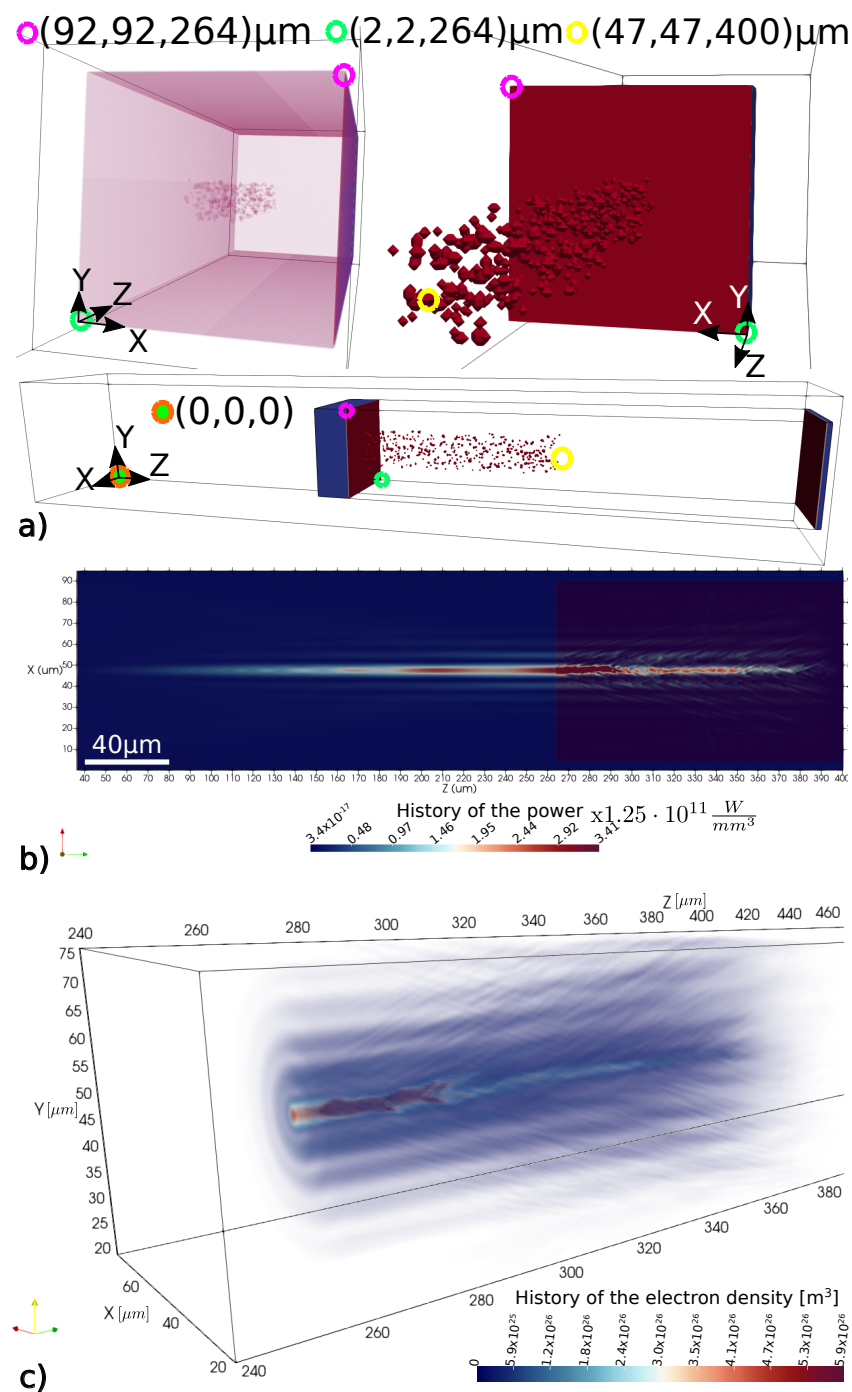 (92,92,264)µm (2,2,264)µm (47,47,400)µm
Y
Z
X
X
Y
Z
(0,0,0)
Y
X
Z
a)
90
80
70
60
X (um) 50
40
30
20
10
40µm
40 50 60 70 80 90 100 110 120 130 140 150 160 170 180 190 200 210 220 230 240 250 260 270 280 290 300 310 320 330 340 350 360 370 380 390 400
Z (um)
History of the power x1.25 · 10¹¹ W/mm³
3.4x10⁻¹⁷ 0.48 0.97 1.46 1.95 2.44 2.92 3.41
b)
Z [µm]
240 260 280 300 320 340 360 380 400 420 440 460
75
70
65
60
55
50
Y [µm] 45
40
35
30
25
20
60
X [µm] 40
20
240 260 280 300 320 340 360 380
History of the electron density [m³]
0 5.9x10²⁵ 1.2x10²⁶ 1.8x10²⁶ 2.4x10²⁶ 3.0x10²⁶ 3.5x10²⁶ 4.1x10²⁶ 4.7x10²⁶ 5.3x10²⁶ 5.9x10²⁶
c)